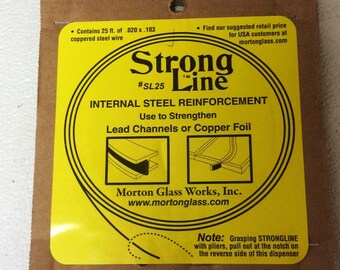 • Contains 25 ft. of .020 x .103
coppered steel wire
• Find our suggested retail price
for USA customers at
mortonglass.com
Strong
Line™
#SL25
INTERNAL STEEL REINFORCEMENT
Use to Strengthen
Lead Channels or Copper Foil
Morton Glass Works, Inc.
www.mortonglass.com
Note: Grasping STRONGLINE
with pliers, pull out at the notch on
the reverse side of this dispenser